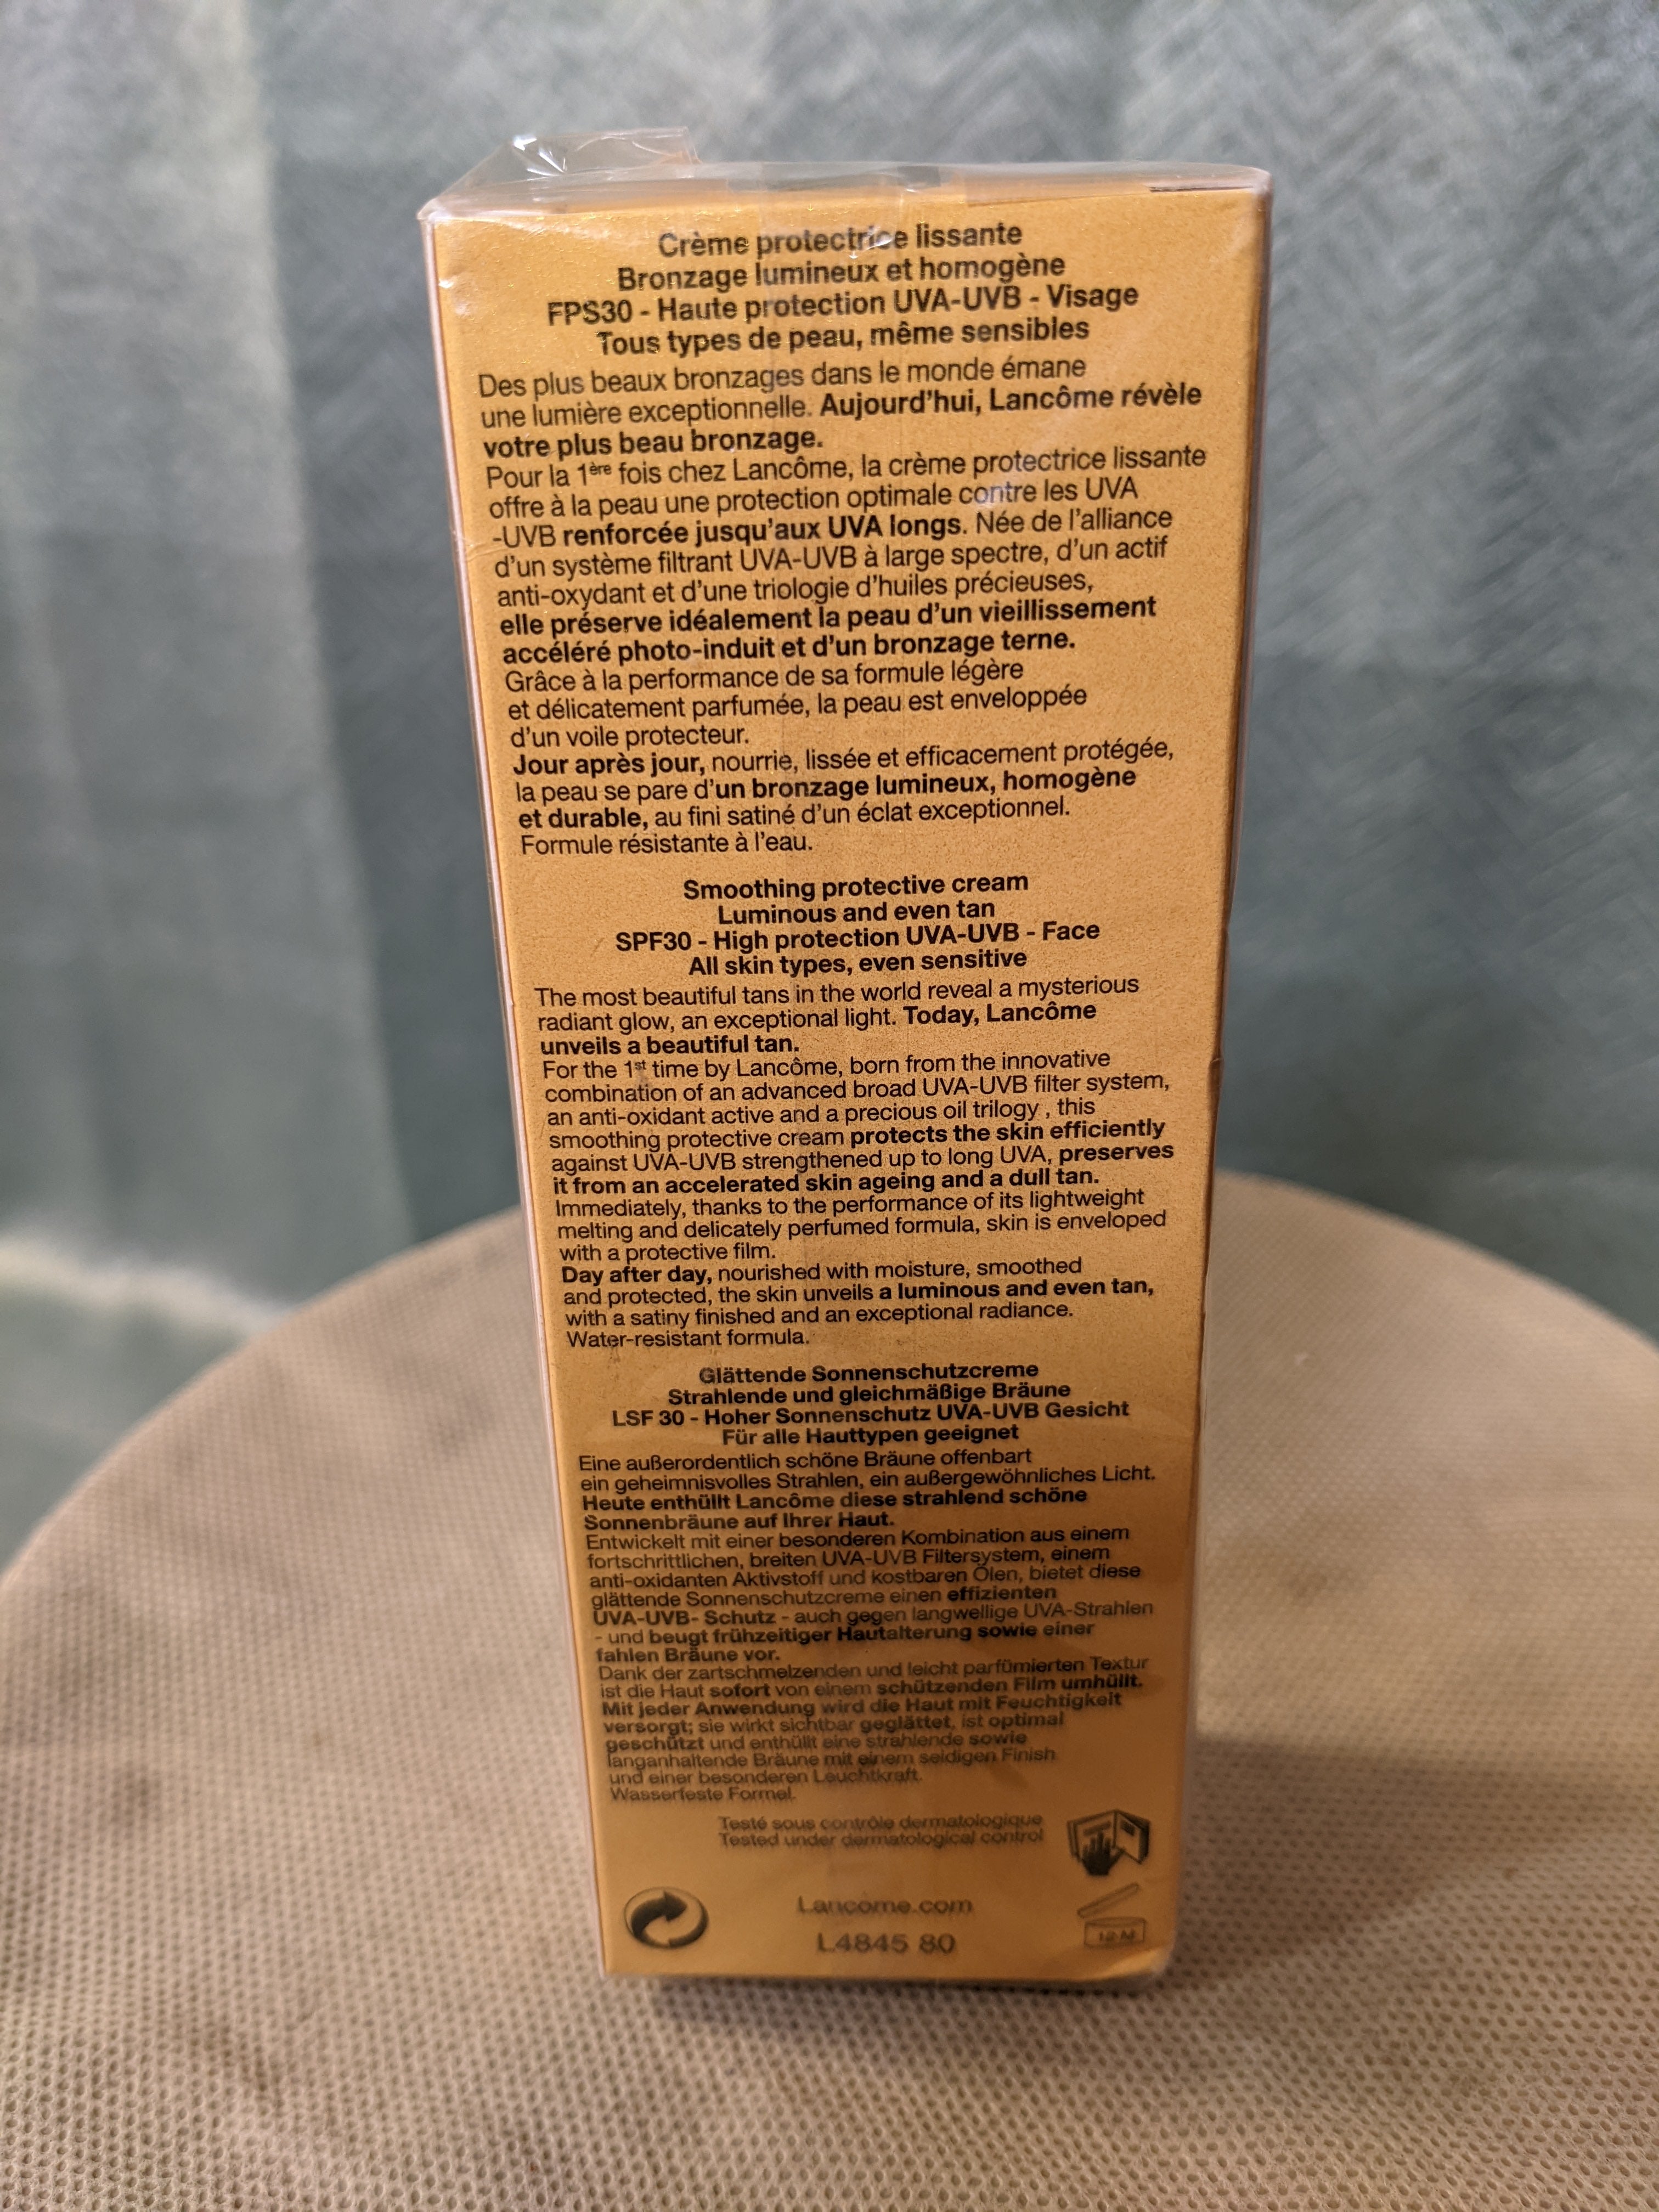 Crème protectrice lissante
Bronzage lumineux et homogène
FPS30 - Haute protection UVA-UVB - Visage
Tous types de peau, même sensibles
Des plus beaux bronzages dans le monde émane
une lumière exceptionnelle. Aujourd'hui, Lancôme révèle
votre plus beau bronzage.
Pour la 1ère fois chez Lancôme, la crème protectrice lissante
offre à la peau une protection optimale contre les UVA
-UVB renforcée jusqu'aux UVA longs. Née de l'alliance
d'un système filtrant UVA-UVB à large spectre, d'un actif
anti-oxydant et d'une triologie d'huiles précieuses,
elle préserve idéalement la peau d'un vieillissement
accéléré photo-induit et d'un bronzage terne.
Grâce à la performance de sa formule légère
et délicatement parfumée, la peau est enveloppée
d'un voile protecteur.
Jour après jour, nourrie, lissée et efficacement protégée,
la peau se pare d'un bronzage lumineux, homogène
et durable, au fini satiné d'un éclat exceptionnel.
Formule résistante à l'eau.
Smoothing protective cream
Luminous and even tan
SPF30 - High protection UVA-UVB - Face
All skin types, even sensitive
The most beautiful tans in the world reveal a mysterious
radiant glow, an exceptional light. Today, Lancôme
unveils a beautiful tan.
For the 1st time by Lancôme, born from the innovative
combination of an advanced broad UVA-UVB filter system,
an anti-oxidant active and a precious oil trilogy , this
smoothing protective cream protects the skin efficiently
against UVA-UVB strengthened up to long UVA, preserves
it from an accelerated skin ageing and a dull tan.
Immediately, thanks to the performance of its lightweight
melting and delicately perfumed formula, skin is enveloped
with a protective film.
Day after day, nourished with moisture, smoothed
and protected, the skin unveils a luminous and even tan,
with a satiny finished and an exceptional radiance.
Water-resistant formula.
Glättende Sonnenschutzcreme
Strahlende und gleichmäßige Bräune
LSF 30 - Hoher Sonnenschutz UVA-UVB Gesicht
Für alle Hauttypen geeignet
Eine außerordentlich schöne Bräune offenbart
ein geheimnisvolles Strahlen, ein außergewöhnliches Licht.
Heute enthüllt Lancôme diese strahlend schöne
Sonnenbräune auf Ihrer Haut.
Entwickelt mit einer besonderen Kombination aus einem
fortschrittlichen, breiten UVA-UVB Filtersystem, einem
anti-oxidanten Aktivstoff und kostbaren Ölen, bietet diese
glättende Sonnenschutzcreme einen effizienten
UVA-UVB- Schutz - auch gegen langwellige UVA-Strahlen
- und beugt frühzeitiger Hautalterung sowie einer
fahlen Bräune vor.
Dank der zartschmelzenden und leicht parfümierten Textur
ist die Haut sofort von einem schützenden Film umhüllt.
Mit jeder Anwendung wird die Haut mit Feuchtigkeit
versorgt; sie wirkt sichtbar geglättet, ist optimal
geschützt und enthüllt eine strahlende sowie
langanhaltende Bräune mit einem seidigen Finish
und einer besonderen Leuchtkraft.
Wasserfeste Formel.
Testé sous contrôle dermatologique
Tested under dermatological control
Lancome.com
L4845 80
12 M